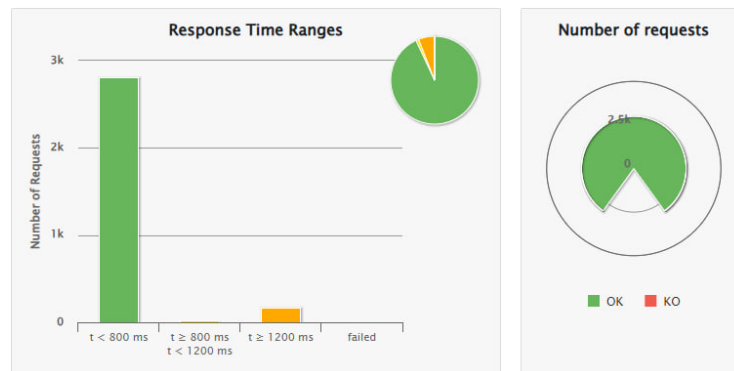 Response Time Ranges
Number of Requests
3k
2k
1k
0
t < 800 ms
t ≥ 800 ms
t < 1200 ms
t ≥ 1200 ms
failed
Number of requests
2.5k
0
OK
KO